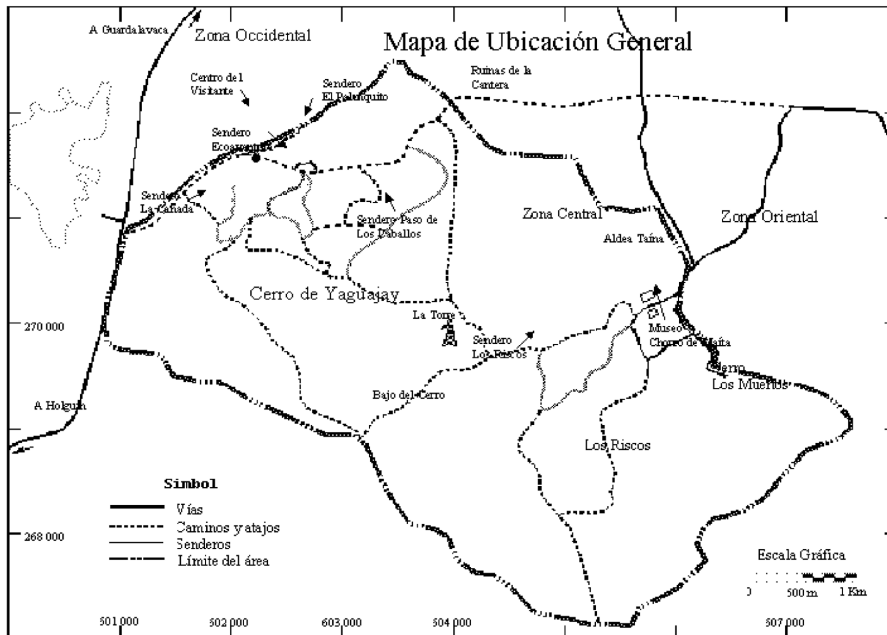 A Guardalavaca
Zona Occidental
Mapa de Ubicación General
Centro del
Visitante
Sendero
El Palenquito
Ruinas de la
Cantera
Sendero
Sendero
La Cañada
Sendero Paso de
Los Caballos
Zona Central
Zona Oriental
Aldea Taína
Cerro de Yaguajay
La Torre
270 000
Sendero
Los Riscos
Museo
Chorro de Maíta
Cerro
Los Muertos
Bajo del Cerro
A Holguín
Los Riscos
Simbol
Vías
Caminos y atajos
Senderos
Límite del área
268 000
Escala Gráfica
0 500 m 1 Km
501 000 502 000 603 000 504 000 507 000